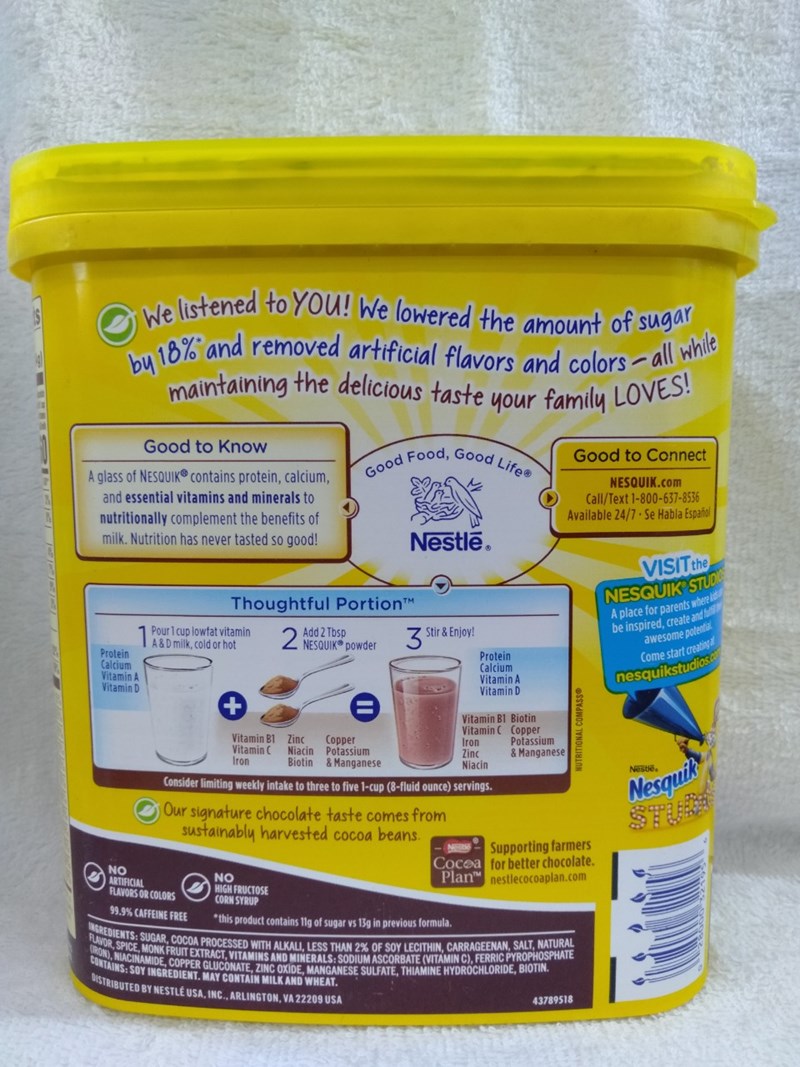 We listened to YOU! We lowered the amount of sugar
by 18%* and removed artificial flavors and colors – all while
maintaining the delicious taste your family LOVES!
Good to Know
A glass of NESQUIK® contains protein, calcium,
and essential vitamins and minerals to
nutritionally complement the benefits of
milk. Nutrition has never tasted so good!
Good Food, Good Life®
Nestlé®
Good to Connect
NESQUIK.com
Call/Text 1-800-637-8536
Available 24/7 · Se Habla Español
Thoughtful Portion™
1 Pour 1 cup lowfat vitamin
A & D milk, cold or hot
2 Add 2 Tbsp
NESQUIK® powder
3 Stir & Enjoy!
Protein
Calcium
Vitamin A
Vitamin D
+
=
Vitamin B1 Zinc Copper
Vitamin C Niacin Potassium
Iron Biotin & Manganese
Protein
Calcium
Vitamin A
Vitamin D
Vitamin B1 Biotin
Vitamin C Copper
Iron Potassium
Zinc & Manganese
Niacin
NUTRITIONAL COMPASS®
Consider limiting weekly intake to three to five 1-cup (8-fluid ounce) servings.
VISIT the
NESQUIK® STUDIO
A place for parents where
be inspired, create and
awesome potential.
Come start creating at
nesquikstudios.co
Nestlé
Nesquik
STUD
Our signature chocolate taste comes from
sustainably harvested cocoa beans.
Nestlé
Cocoa
Plan™
Supporting farmers
for better chocolate.
nestlecocoaplan.com
NO
ARTIFICIAL
FLAVORS OR COLORS
NO
HIGH FRUCTOSE
CORN SYRUP
99.9% CAFFEINE FREE
*this product contains 11g of sugar vs 13g in previous formula.
INGREDIENTS: SUGAR, COCOA PROCESSED WITH ALKALI, LESS THAN 2% OF SOY LECITHIN, CARRAGEENAN, SALT, NATURAL
FLAVOR, SPICE, MONK FRUIT EXTRACT, VITAMINS AND MINERALS: SODIUM ASCORBATE (VITAMIN C), FERRIC PYROPHOSPHATE
(IRON), NIACINAMIDE, COPPER GLUCONATE, ZINC OXIDE, MANGANESE SULFATE, THIAMINE HYDROCHLORIDE, BIOTIN.
CONTAINS: SOY INGREDIENT. MAY CONTAIN MILK AND WHEAT.
DISTRIBUTED BY NESTLÉ USA, INC., ARLINGTON, VA 22209 USA
43789518